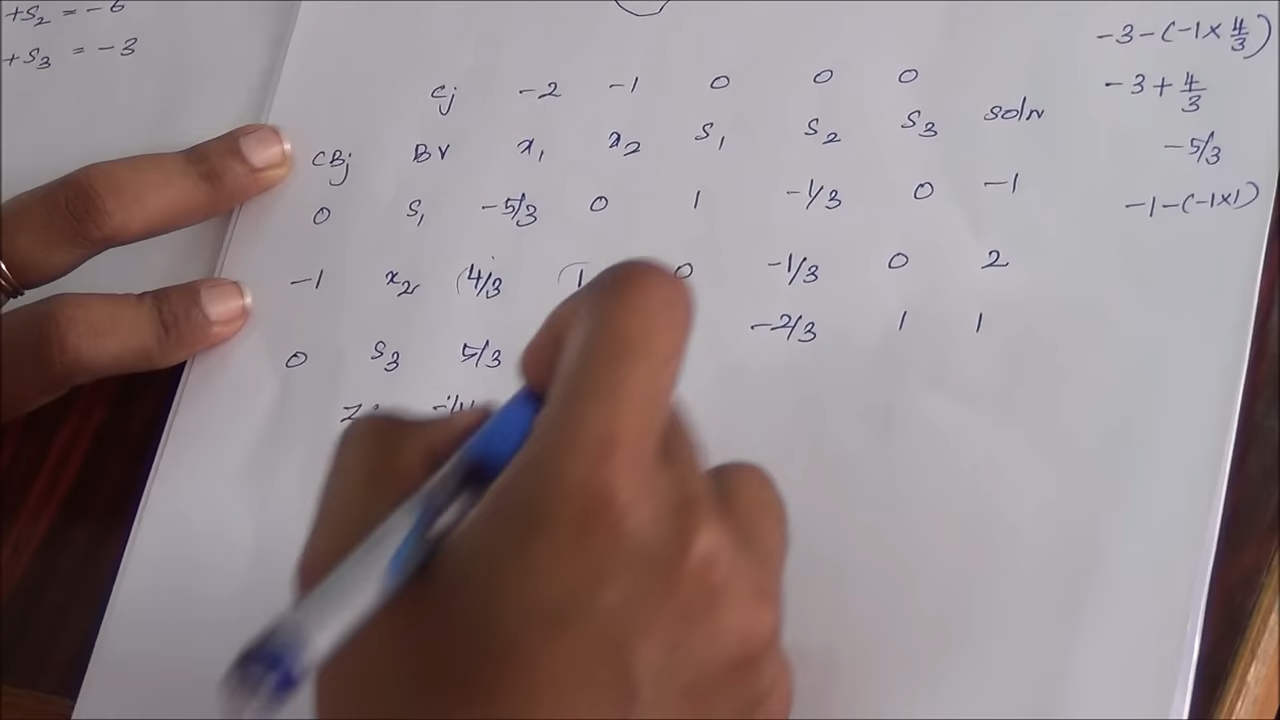 +S2 = -6
+S3 = -3
Cj -2 -1 0 0 0
CBj BV x1 x2 S1 S2 S3 soln
0 S1 -5/3 0 1 -1/3 0 -1
-1 x2 4/3 1 0 -1/3 0 2
0 S3 5/3 -2/3 1 1
-3-(-1×4/3)
-3+4/3
-5/3
-1-(-1×1)